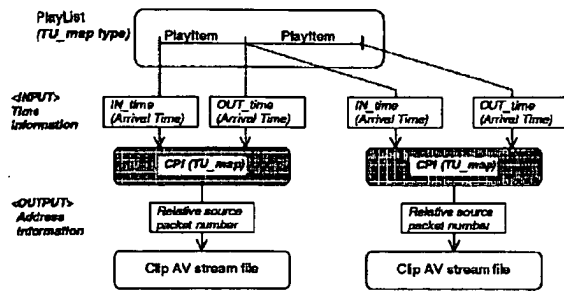 PlayList
(TU_map type)
PlayItem
PlayItem
<INPUT>
Time
information
IN_time
(Arrival Time)
OUT_time
(Arrival Time)
IN_time
(Arrival Time)
OUT_time
(Arrival Time)
CPI (TU_map)
CPI (TU_map)
<OUTPUT>
Address
information
Relative source
packet number
Relative source
packet number
Clip AV stream file
Clip AV stream file